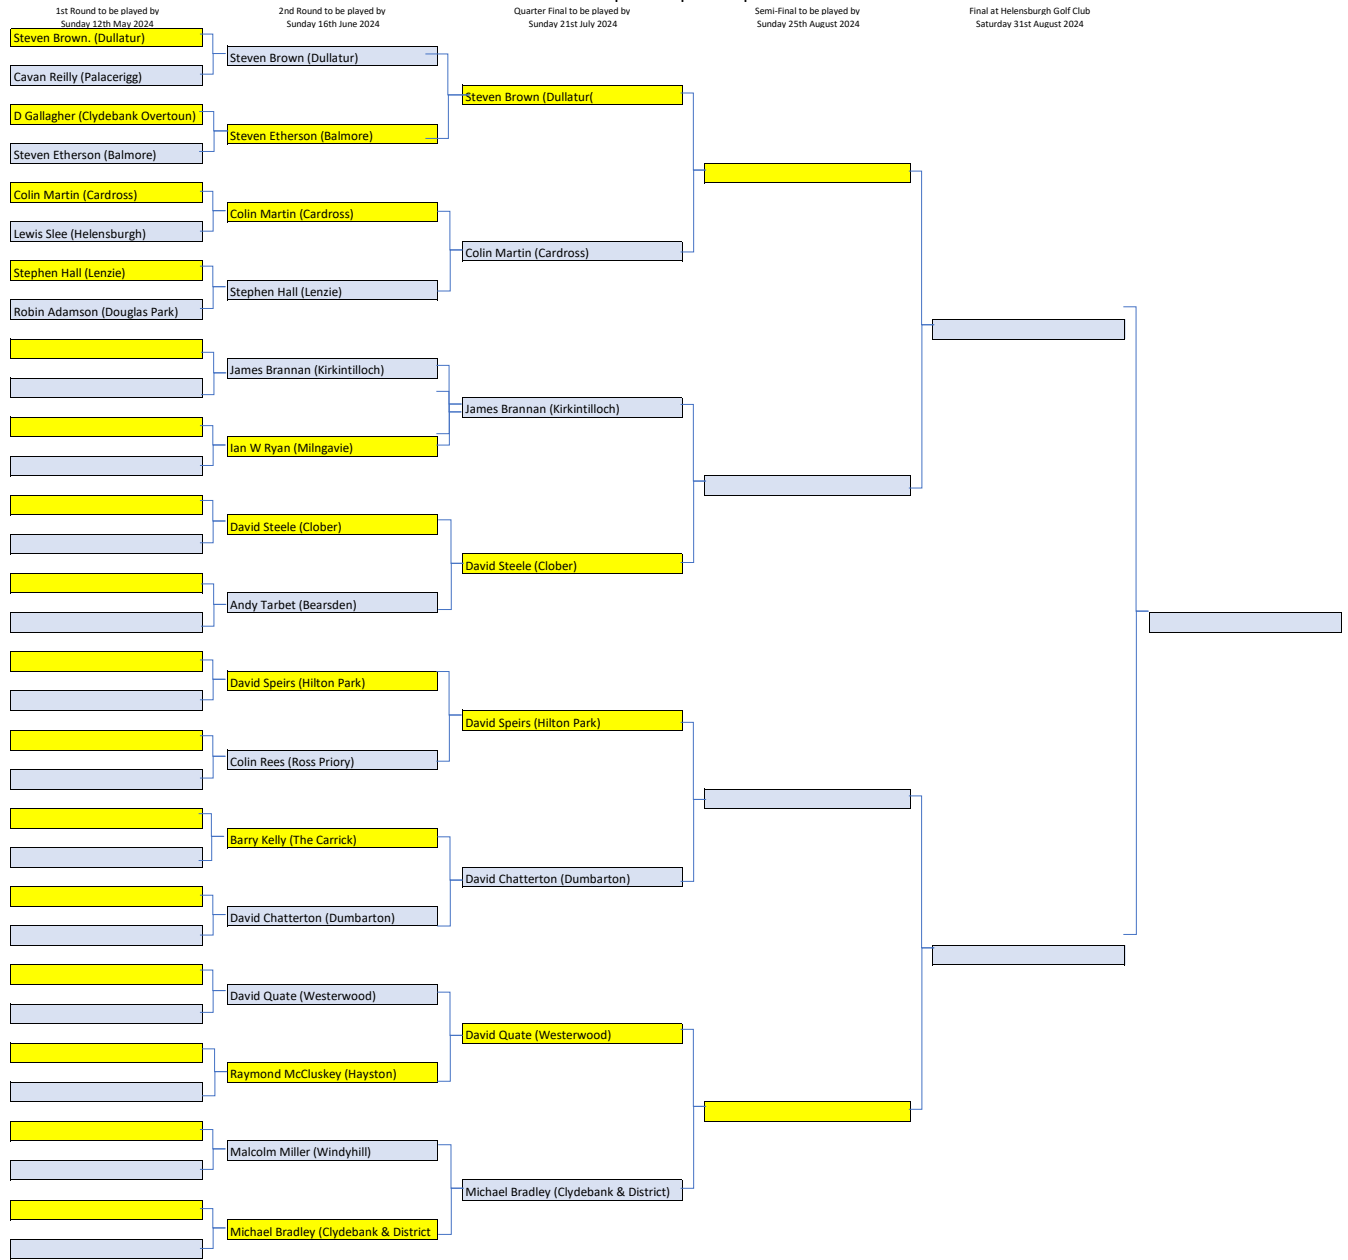 1st Round to be played by
Sunday 12th May 2024
2nd Round to be played by
Sunday 16th June 2024
Quarter Final to be played by
Sunday 21st July 2024
Semi-Final to be played by
Sunday 25th August 2024
Final at Helensburgh Golf Club
Saturday 31st August 2024
Steven Brown. (Dullatur)
Cavan Reilly (Palacerigg)
D Gallagher (Clydebank Overtoun)
Steven Etherson (Balmore)
Colin Martin (Cardross)
Lewis Slee (Helensburgh)
Stephen Hall (Lenzie)
Robin Adamson (Douglas Park)
Steven Brown (Dullatur)
Steven Etherson (Balmore)
Colin Martin (Cardross)
Stephen Hall (Lenzie)
James Brannan (Kirkintilloch)
Ian W Ryan (Milngavie)
David Steele (Clober)
Andy Tarbet (Bearsden)
David Speirs (Hilton Park)
Colin Rees (Ross Priory)
Barry Kelly (The Carrick)
David Chatterton (Dumbarton)
David Quate (Westerwood)
Raymond McCluskey (Hayston)
Malcolm Miller (Windyhill)
Michael Bradley (Clydebank & District
Steven Brown (Dullatur(
Colin Martin (Cardross)
James Brannan (Kirkintilloch)
David Steele (Clober)
David Speirs (Hilton Park)
David Chatterton (Dumbarton)
David Quate (Westerwood)
Michael Bradley (Clydebank & District)